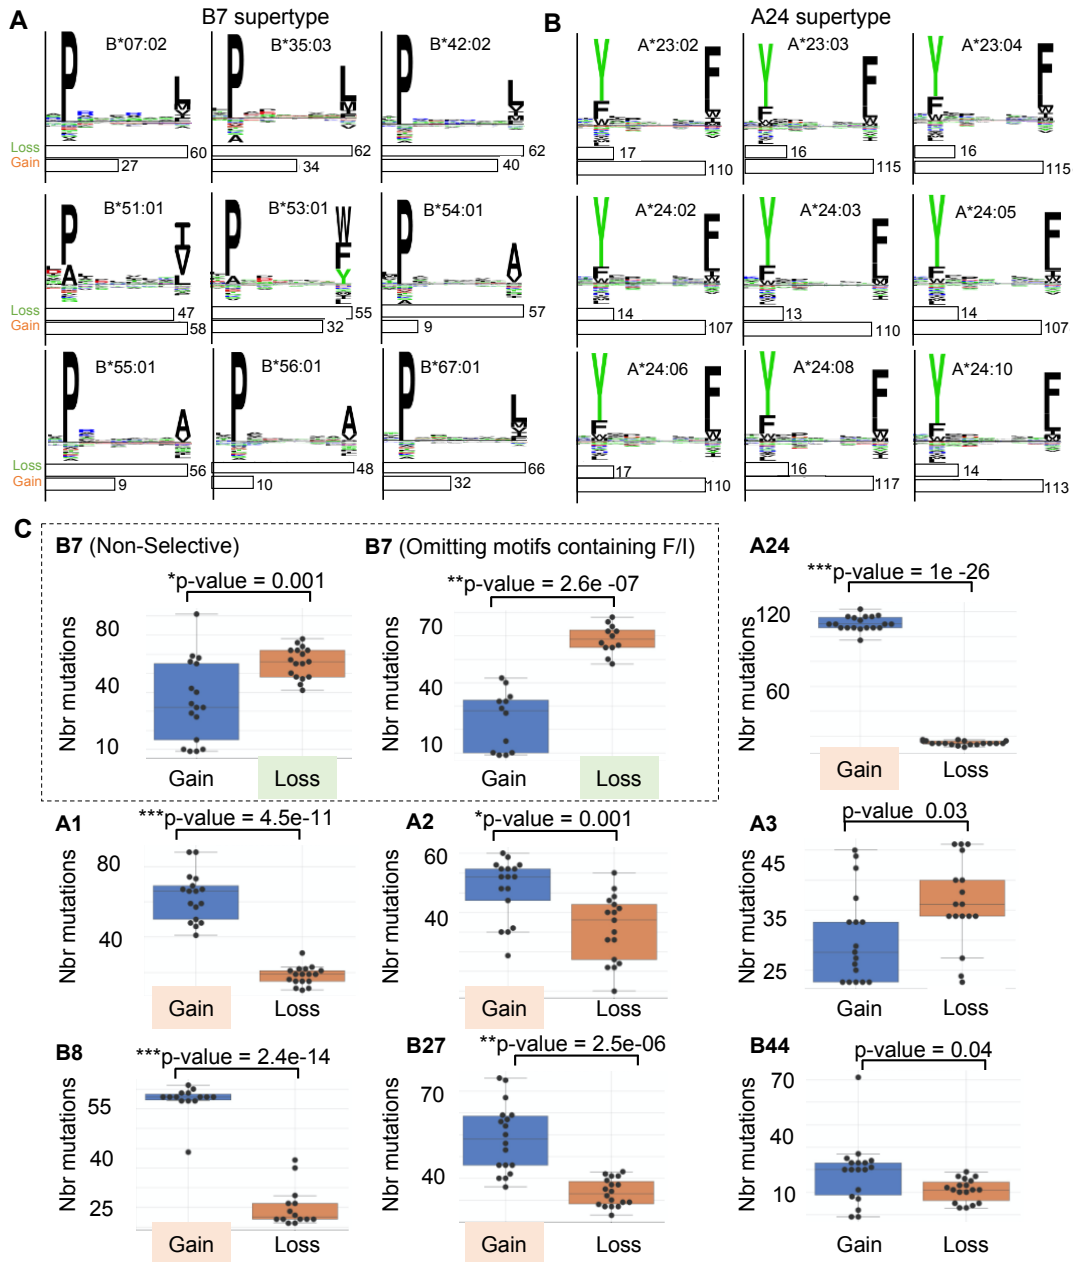 A
B7 supertype
B
A24 supertype
B*07:02
B*35:03
B*42:02
A*23:02
A*23:03
A*23:04
Loss
Gain
60
27
62
34
62
40
17
110
16
115
16
115
B*51:01
B*53:01
B*54:01
A*24:02
A*24:03
A*24:05
Loss
Gain
47
58
55
32
57
9
14
107
13
110
14
107
B*55:01
B*56:01
B*67:01
A*24:06
A*24:08
A*24:10
Loss
Gain
56
9
48
10
66
32
17
110
16
117
14
113
C
B7 (Non-Selective)
*p-value = 0.001
Nbr mutations
80
40
10
Gain
Loss
B7 (Omitting motifs containing F/I)
**p-value = 2.6e -07
Nbr mutations
70
40
10
Gain
Loss
A24
***p-value = 1e -26
Nbr mutations
120
60
Gain
Loss
A1
***p-value = 4.5e-11
Nbr mutations
80
40
Gain
Loss
A2
*p-value = 0.001
Nbr mutations
60
40
Gain
Loss
A3
p-value 0.03
Nbr mutations
45
35
25
Gain
Loss
B8
***p-value = 2.4e-14
Nbr mutations
55
40
25
Gain
Loss
B27
**p-value = 2.5e-06
Nbr mutations
70
40
Gain
Loss
B44
p-value = 0.04
Nbr mutations
70
40
10
Gain
Loss